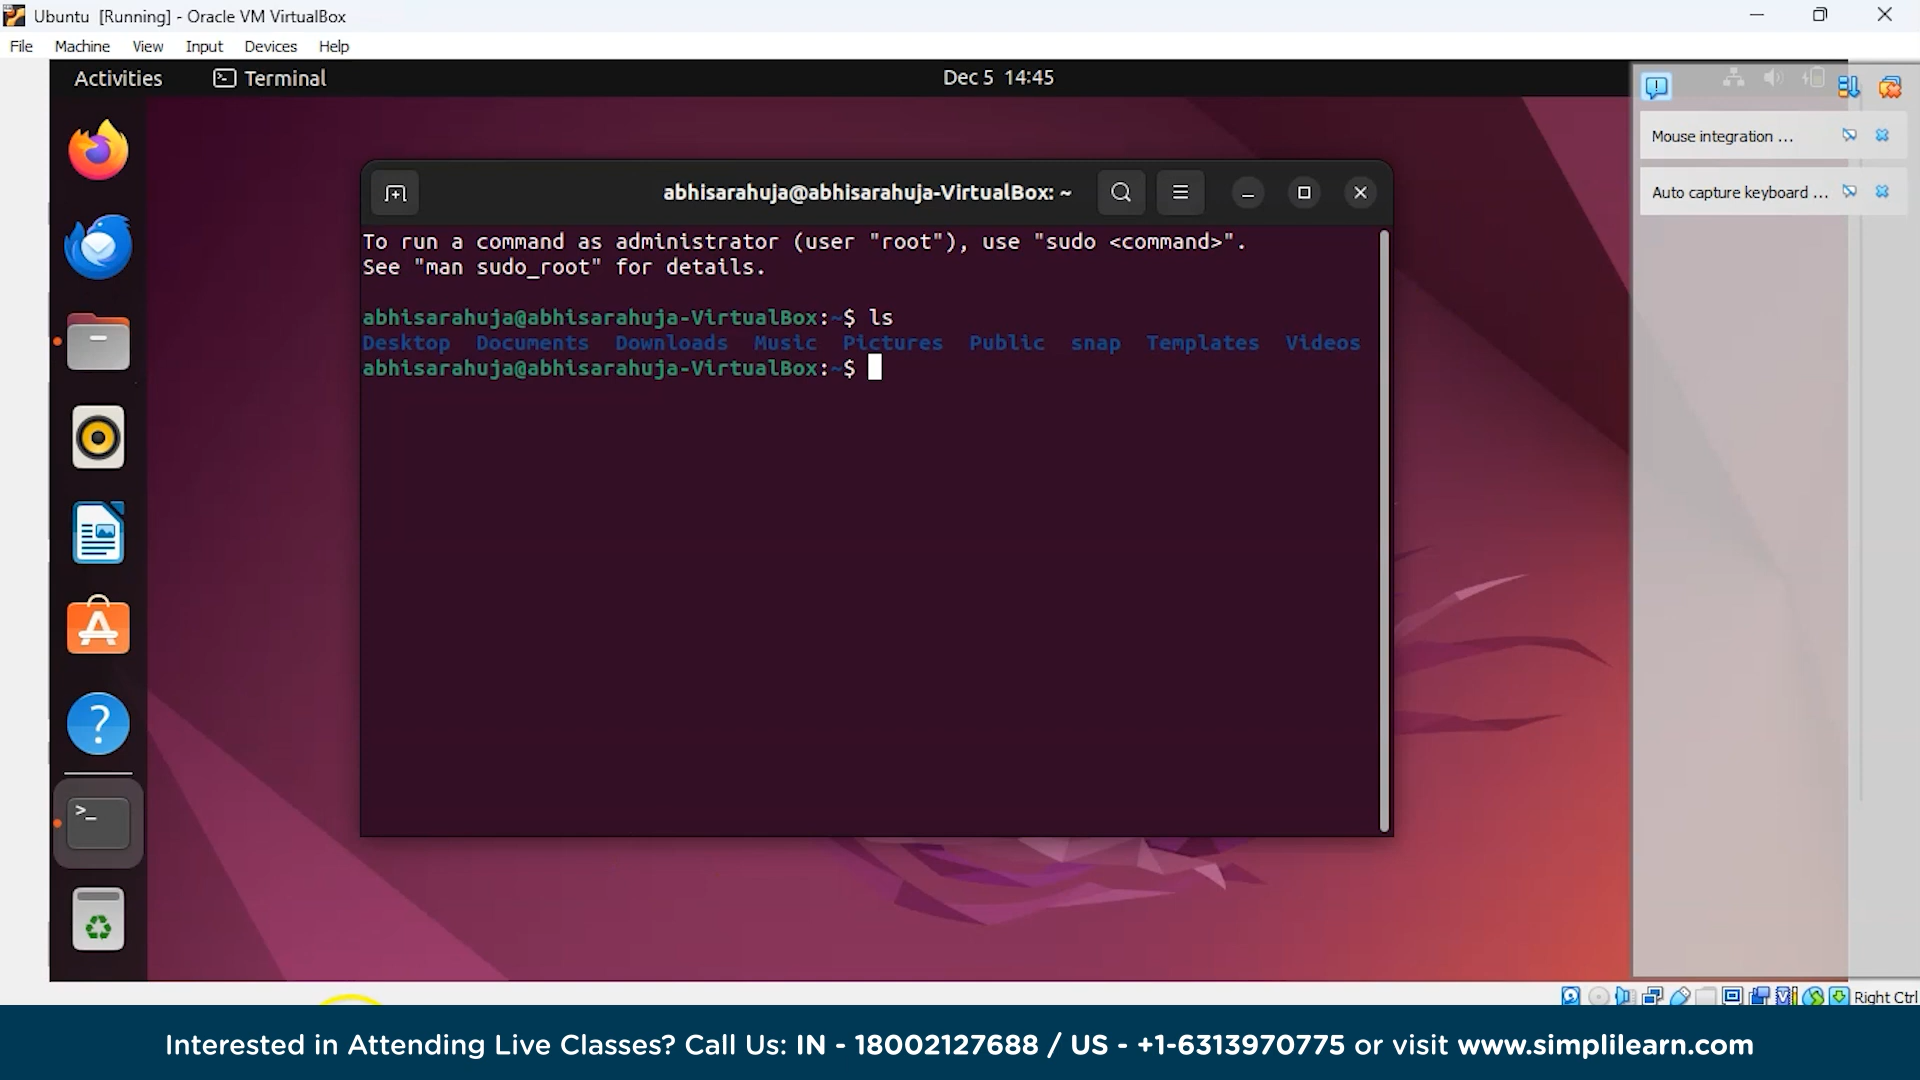 Ubuntu [Running] - Oracle VM VirtualBox
File Machine View Input Devices Help
Activities Terminal Dec 5 14:45
Mouse integration ...
Auto capture keyboard ...
abhisarahuja@abhisarahuja-VirtualBox: ~
To run a command as administrator (user "root"), use "sudo <command>".
See "man sudo_root" for details.
abhisarahuja@abhisarahuja-VirtualBox:~$ ls
Desktop Documents Downloads Music Pictures Public snap Templates Videos
abhisarahuja@abhisarahuja-VirtualBox:~$
Right Ctrl
Interested in Attending Live Classes? Call Us: IN - 18002127688 / US - +1-6313970775 or visit www.simplilearn.com